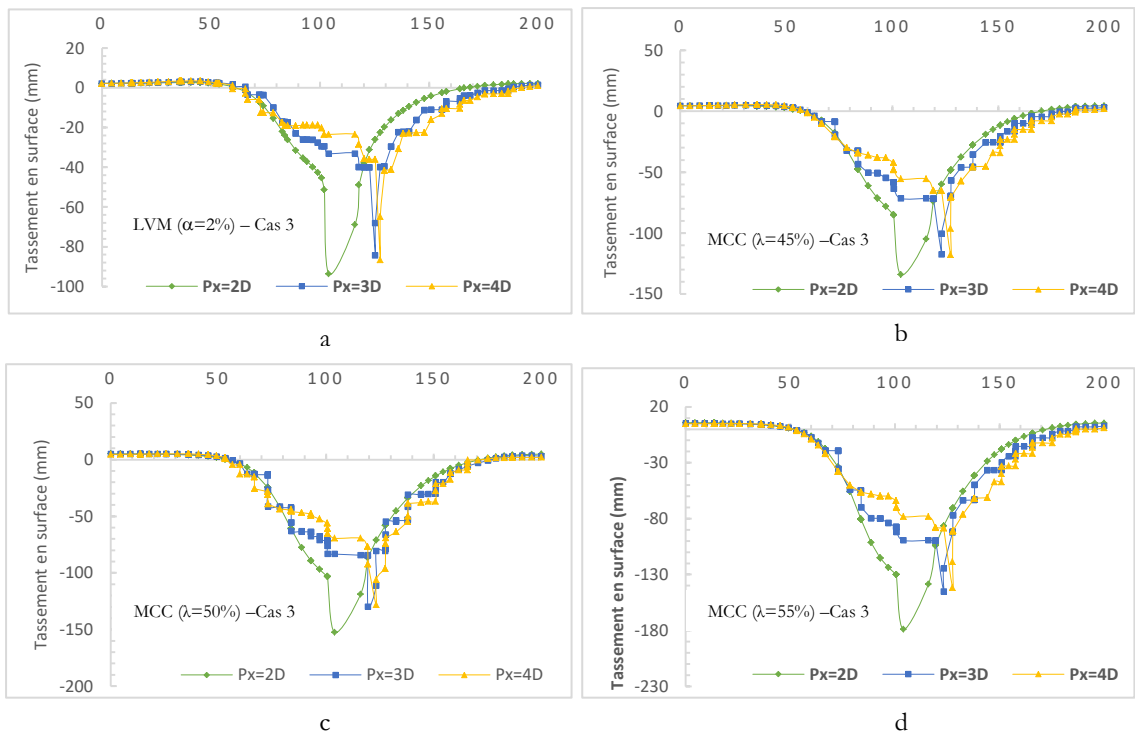 0 50 100 150 200
Tassement en surface (mm)
20
0
-20
-40
-60
-80
-100
LVM (α=2%) – Cas 3
Px=2D Px=3D Px=4D
a
0 50 100 150 200
Tassement en surface (mm)
50
0
-50
-100
-150
MCC (λ=45%) –Cas 3
Px=2D Px=3D Px=4D
b
0 50 100 150 200
Tassement en surface (mm)
50
0
-50
-100
-150
-200
MCC (λ=50%) –Cas 3
Px=2D Px=3D Px=4D
c
0 50 100 150 200
Tassement en surface (mm)
20
-30
-80
-130
-180
-230
MCC (λ=55%) –Cas 3
Px=2D Px=3D Px=4D
d